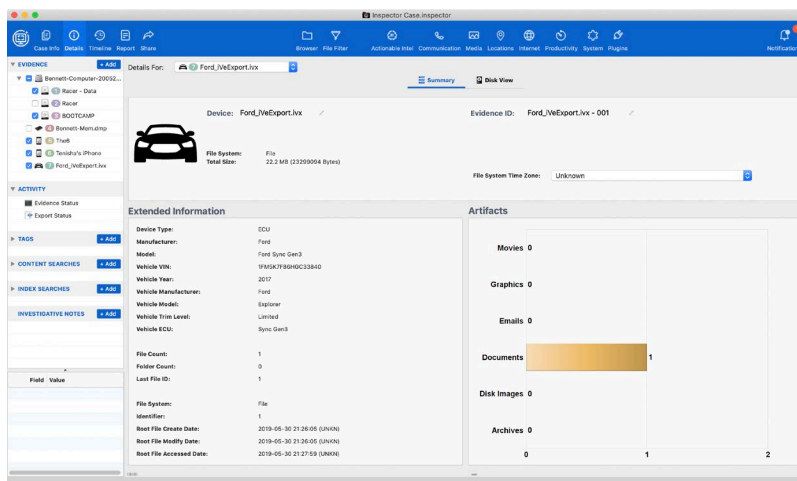 Inspector Case.inspector
Case Info Details Timeline Report Share Browser File Filter Actionable Intel Communication Media Locations Internet Productivity System Plugins Notification
EVIDENCE + Add
Bennett-Computer-20052...
1 Racer - Data
2 Racer
3 BOOTCAMP
4 Bennett-Mem.dmp
5 The6
6 Tanisha's iPhone
7 Ford_iVeExport.ivx
ACTIVITY
Evidence Status
Export Status
TAGS + Add
CONTENT SEARCHES + Add
INDEX SEARCHES + Add
INVESTIGATIVE NOTES + Add
Field Value
Details For: Ford_iVeExport.ivx
Summary Disk View
Device: Ford_iVeExport.ivx
File System: File
Total Size: 22.2 MB (23299094 Bytes)
Evidence ID: Ford_iVeExport.ivx - 001
File System Time Zone: Unknown
Extended Information
Device Type: ECU
Manufacturer: Ford
Model: Ford Sync Gen3
Vehicle VIN: 1FM5K7F8GHGC33840
Vehicle Year: 2017
Vehicle Manufacturer: Ford
Vehicle Model: Explorer
Vehicle Trim Level: Limited
Vehicle ECU: Sync Gen3
File Count: 1
Folder Count: 0
Last File ID: 1
File System: File
Identifier: 1
Root File Create Date: 2019-05-30 21:26:05 (UNKN)
Root File Modify Date: 2019-05-30 21:26:05 (UNKN)
Root File Accessed Date: 2019-05-30 21:27:59 (UNKN)
Artifacts
Movies 0
Graphics 0
Emails 0
Documents 1
Disk Images 0
Archives 0
0 1 2